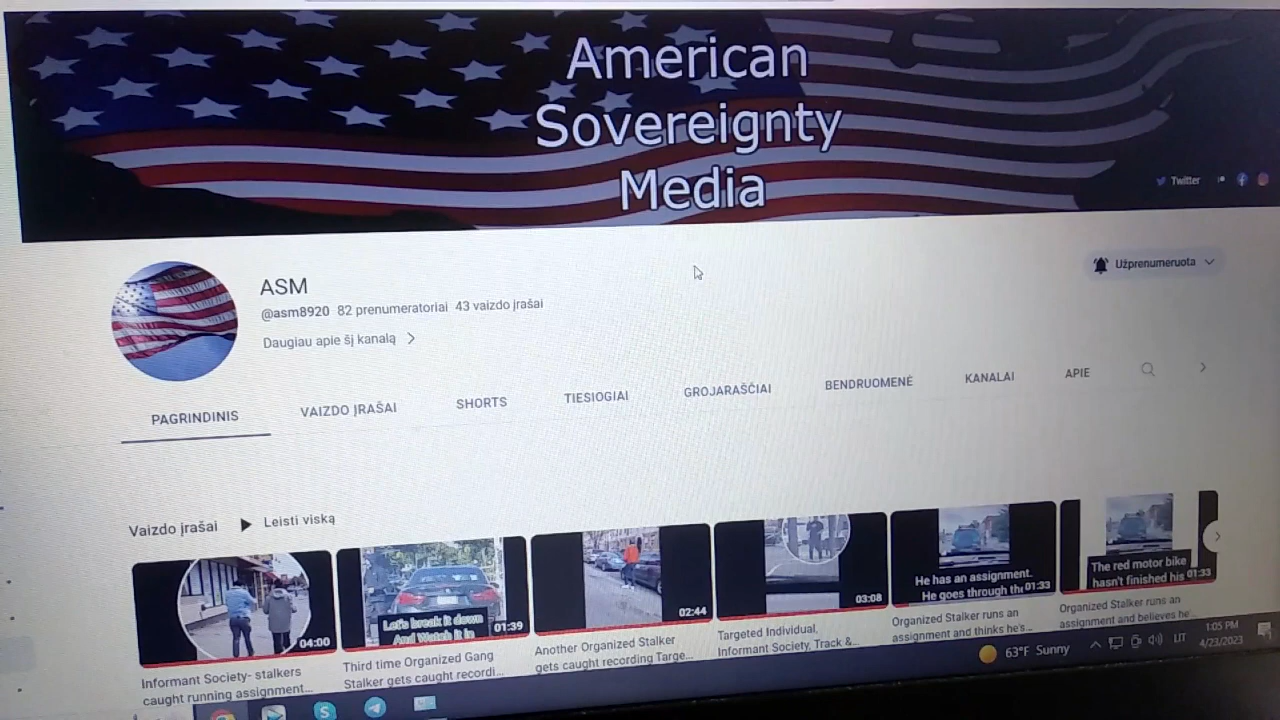 American
Sovereignty
Media
Twitter
ASM
@asm8920 82 prenumeratoriai 43 vaizdo įrašai
Daugiau apie šį kanalą
Užprenumeruota
PAGRINDINIS VAIZDO ĮRAŠAI SHORTS TIESIOGIAI GROJARAŠČIAI BENDRUOMENĖ KANALAI APIE
Vaizdo įrašai Leisti viską
04:00
Informant Society- stalkers
caught running assignment...
Let's break it down
And Watch it in
01:39
Third time Organized Gang
Stalker gets caught recordi...
02:44
Another Organized Stalker
gets caught recording Targe...
03:08
Targeted Individual,
Informant Society, Track &...
He has an assignment.
He goes through the
01:33
Organized Stalker runs an
assignment and thinks he's...
The red motor bike
hasn't finished his
01:33
Organized Stalker runs an
assignment and believes he...
63°F Sunny
LIT
1:05 PM
4/23/2023